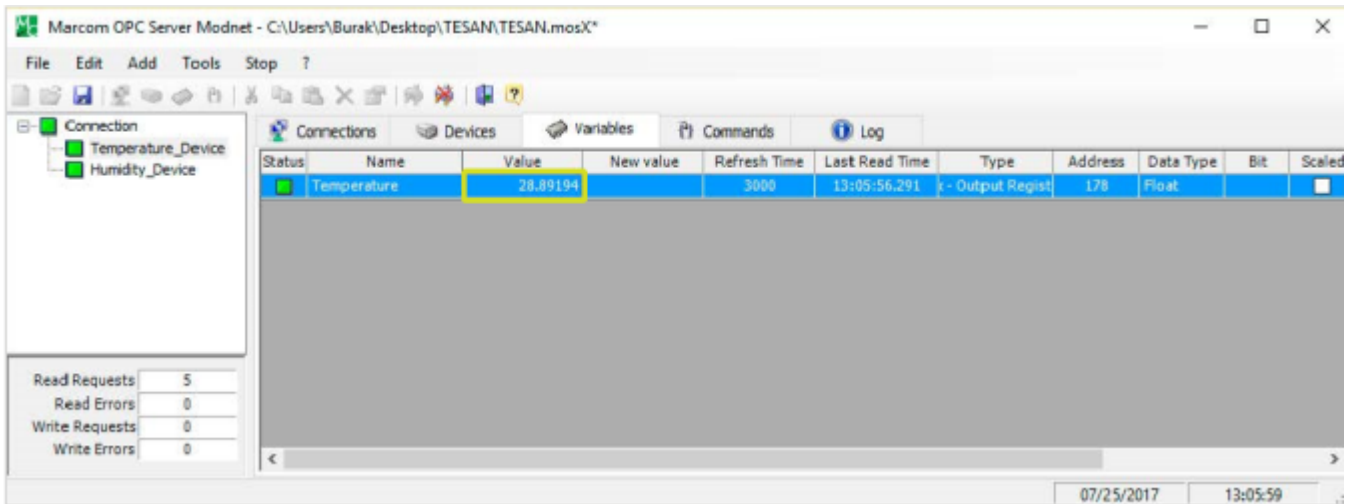 Marcom OPC Server Modnet - C:\Users\Burak\Desktop\TESAN\TESAN.mosX*
File Edit Add Tools Stop ?
Connection
Temperature_Device
Humidity_Device
Connections Devices Variables Commands Log
Status Name Value New value Refresh Time Last Read Time Type Address Data Type Bit Scaled
Temperature 28.89194 3000 13:05:56.291 - Output Regist 178 Float
Read Requests 5
Read Errors 0
Write Requests 0
Write Errors 0
07/25/2017 13:05:59